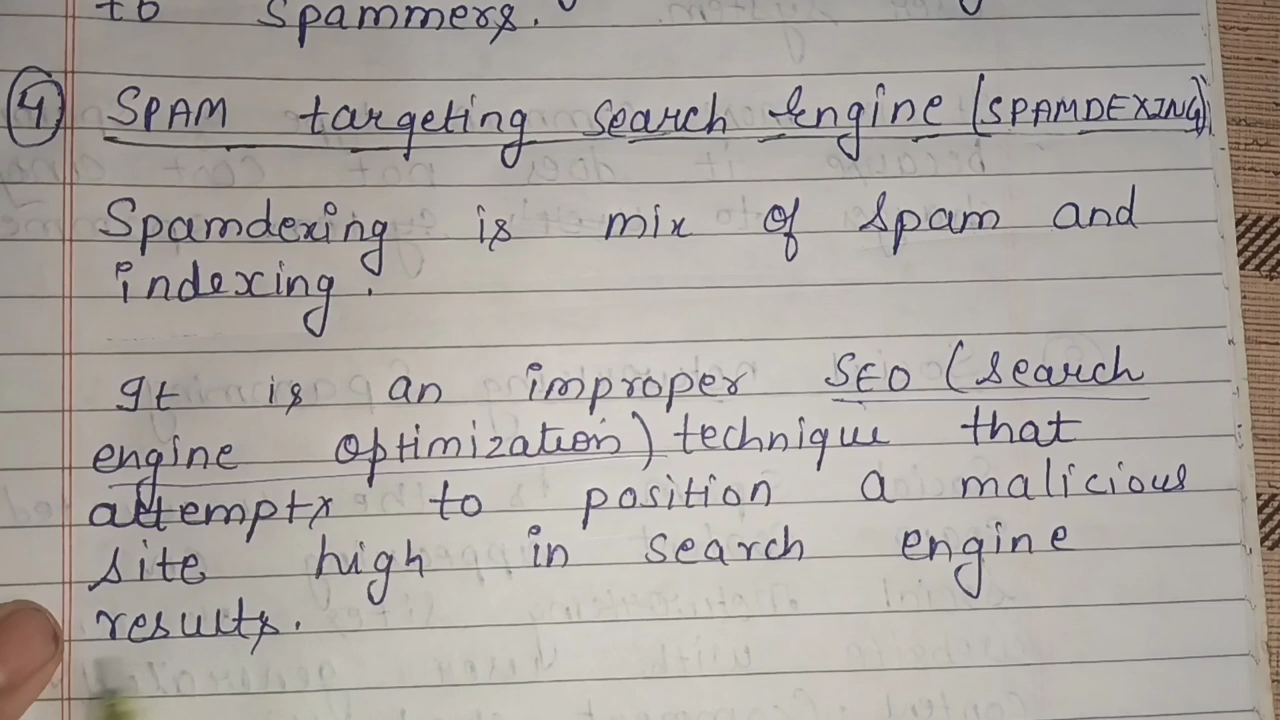 to Spammers.
④ SPAM targeting search engine (SPAMDEXING)
Spamdexing is mix of spam and
indexing.
It is an improper SEO (search
engine optimization) technique that
attempts to position a malicious
site high in search engine
results.